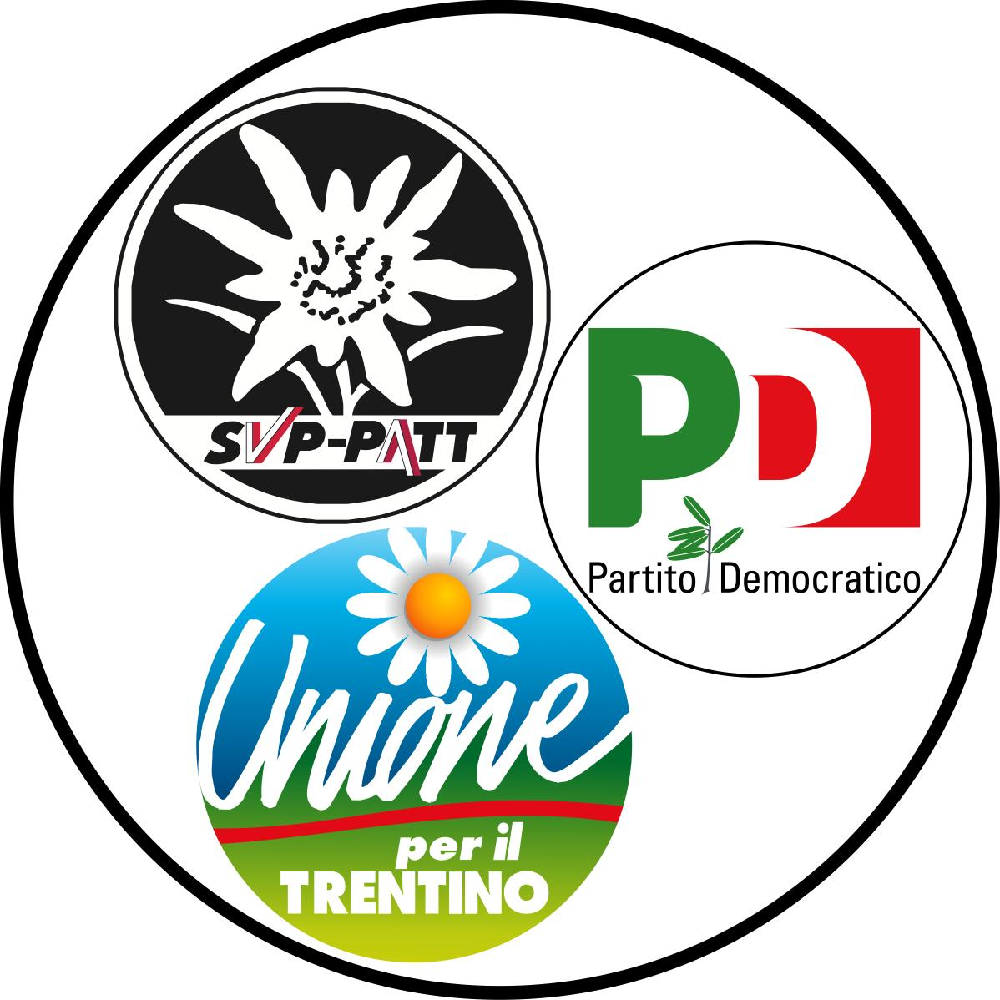 SVP-PATT
PD
Partito Democratico
Unione
per il
TRENTINO